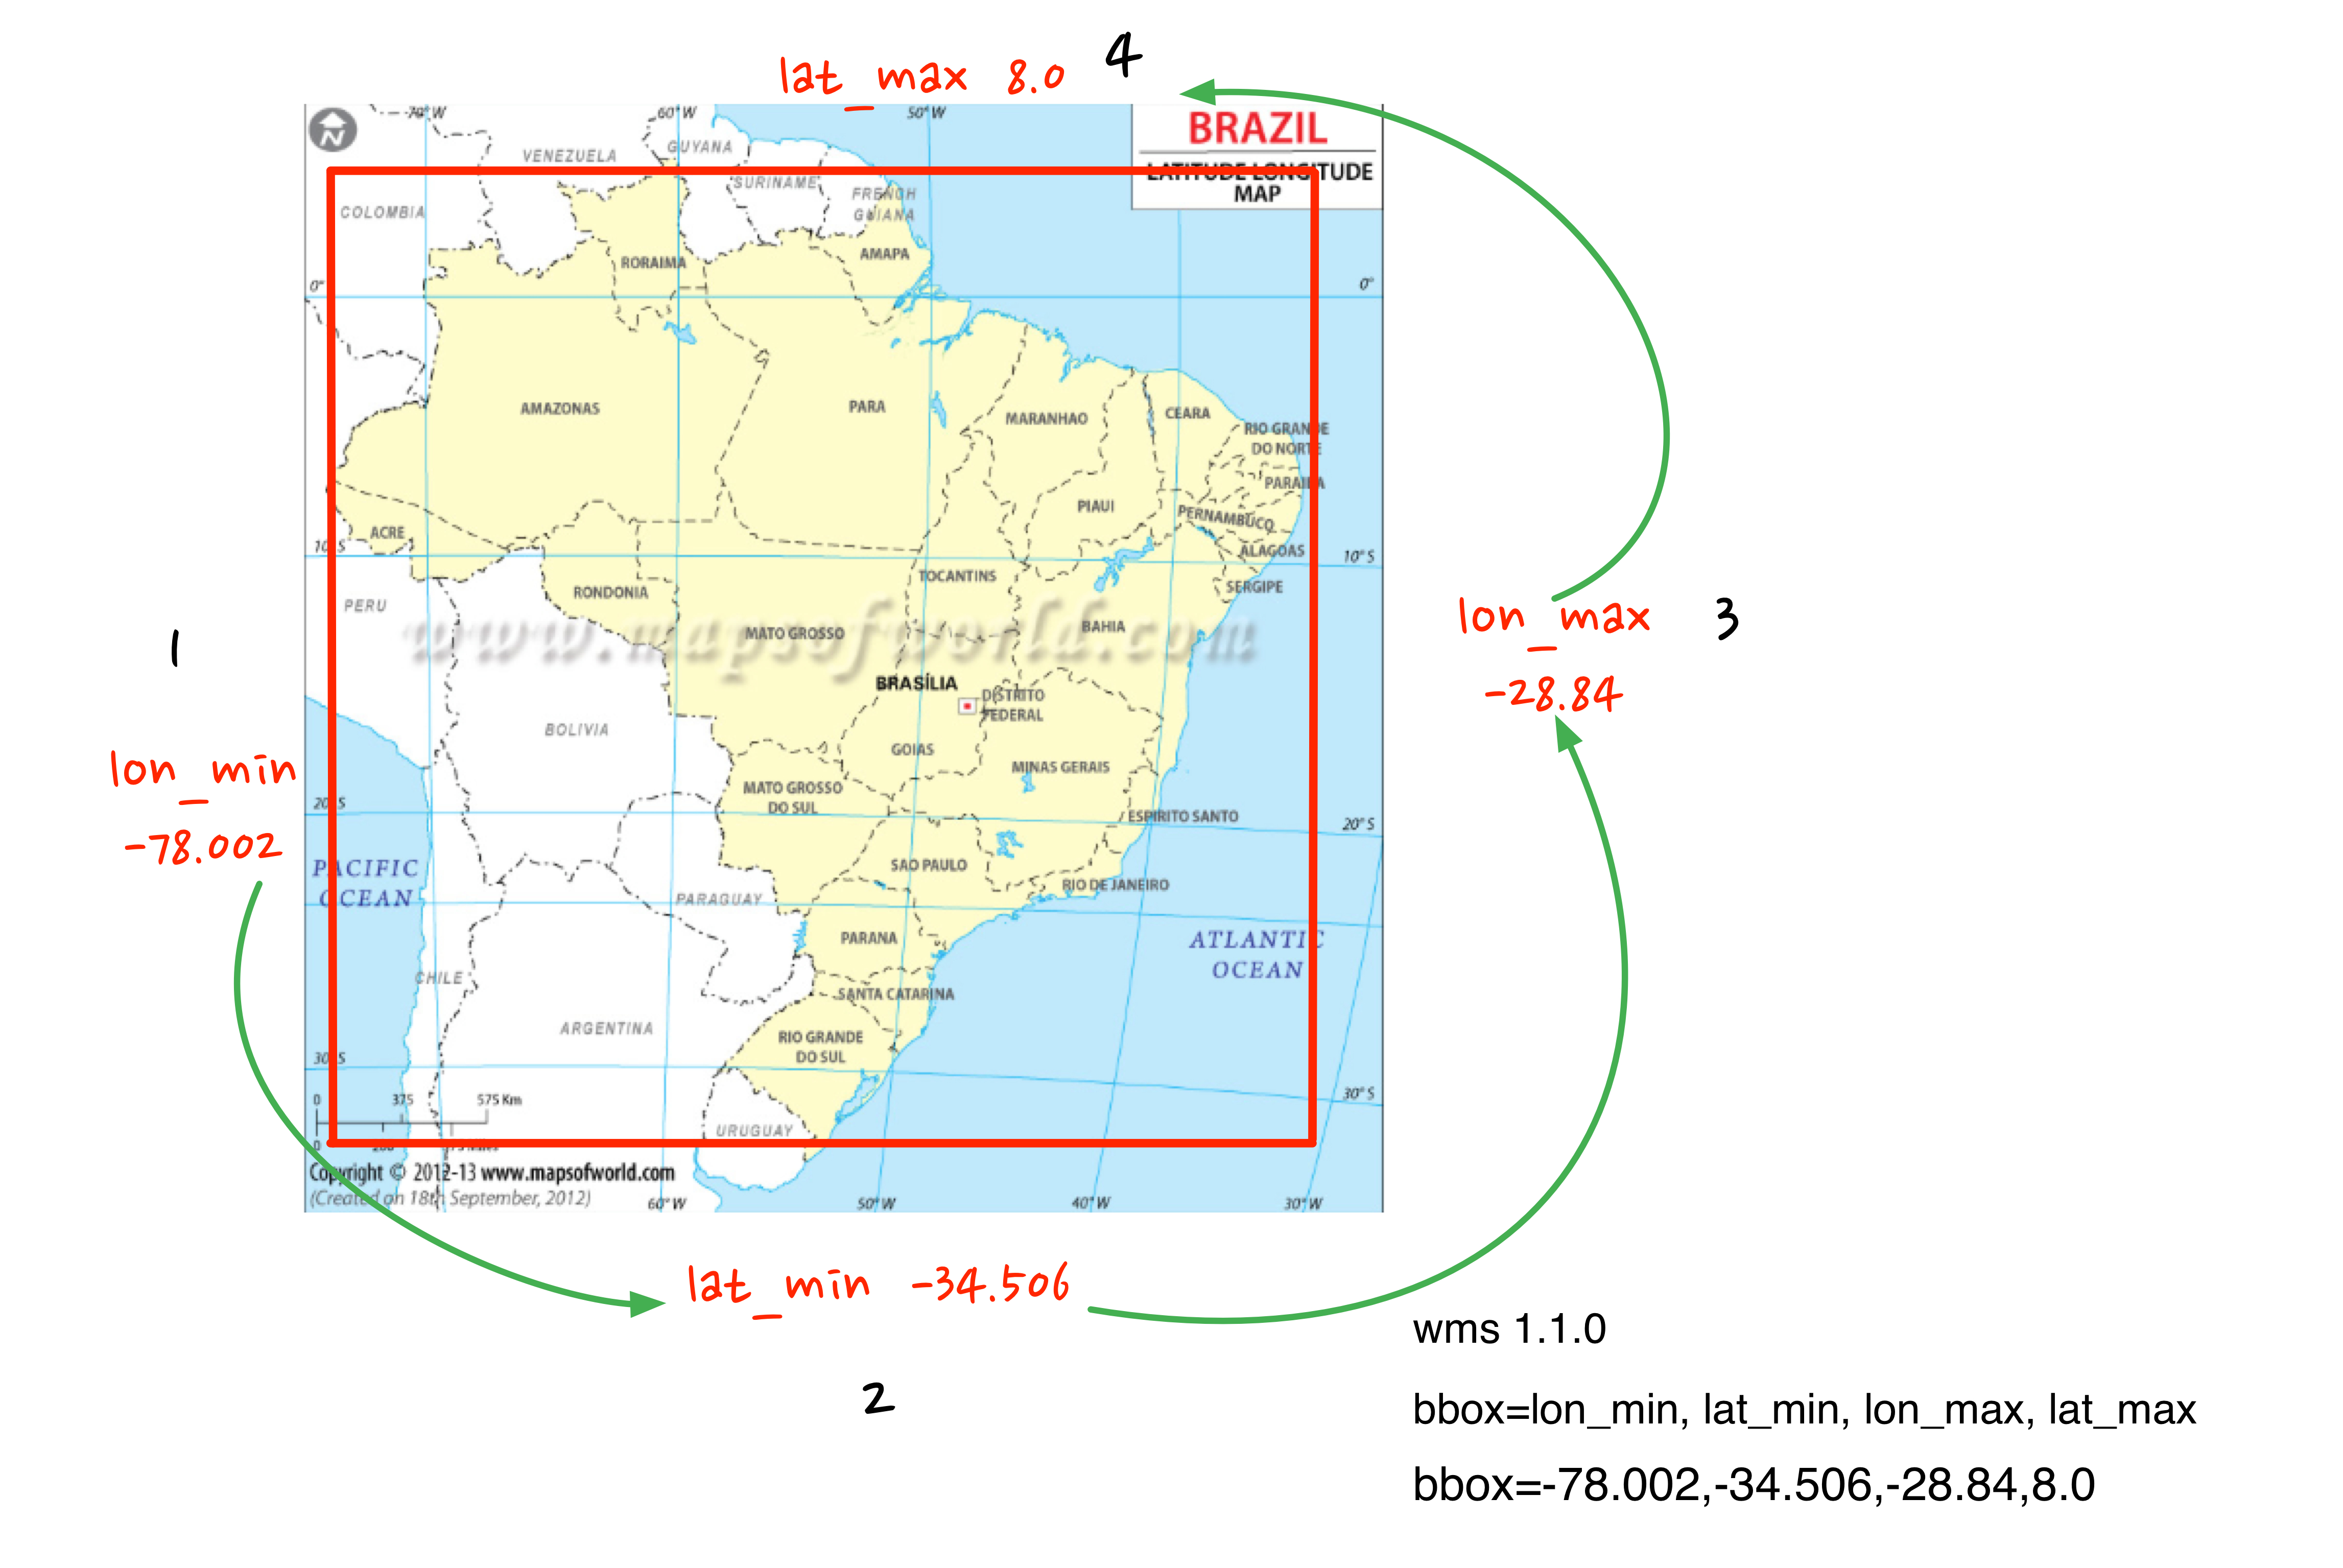 lat_max 8.0 4
70° W 60° W 50° W
N
BRAZIL
LATITUDE LONGITUDE
MAP
VENEZUELA
GUYANA
SURINAME
FRENCH
GUIANA
COLOMBIA
RORAIMA
AMAPA
0° 0°
AMAZONAS
PARA
MARANHAO
CEARA
RIO GRANDE
DO NORTE
PARAIBA
PIAUI
PERNAMBUCO
ACRE
10° S 10° S
ALAGOAS
TOCANTINS
SERGIPE
RONDONIA
PERU
MATO GROSSO
BAHIA
www.mapsofworld.com
1
lon_max 3
-28.84
BRASÍLIA
DISTRITO
FEDERAL
BOLIVIA
GOIAS
MINAS GERAIS
lon_min
-78.002
MATO GROSSO
DO SUL
20° S 20° S
ESPIRITO SANTO
PACIFIC
OCEAN
SAO PAULO
RIO DE JANEIRO
PARAGUAY
PARANA
ATLANTIC
OCEAN
CHILE
SANTA CATARINA
ARGENTINA
RIO GRANDE
DO SUL
30° S 30° S
0 375 575 Km
URUGUAY
0
Copyright © 2012-13 www.mapsofworld.com
(Created on 18th September, 2012)
60° W 50° W 40° W 30° W
lat_min -34.506
2
wms 1.1.0
bbox=lon_min, lat_min, lon_max, lat_max
bbox=-78.002,-34.506,-28.84,8.0